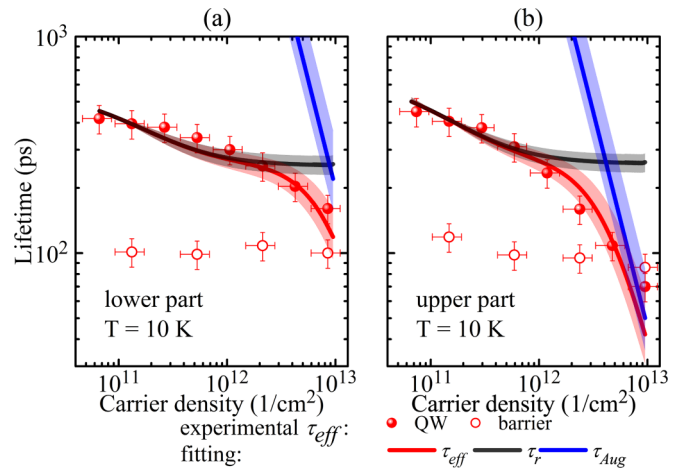 (a) (b)
10³
10²
Lifetime (ps)
lower part
T = 10 K
upper part
T = 10 K
10¹¹ 10¹² 10¹³ 10¹¹ 10¹² 10¹³
Carrier density (1/cm²) Carrier density (1/cm²)
experimental τeff: QW barrier
fitting: τeff τr τAug